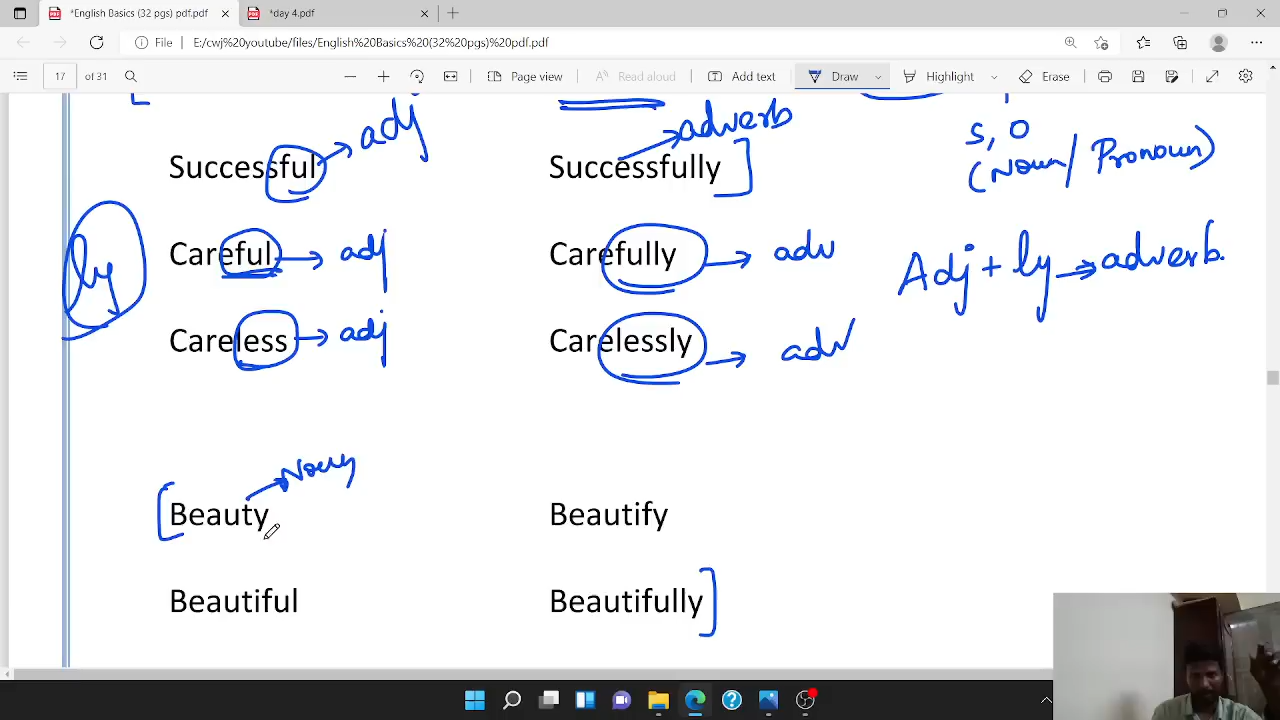 *English Basics (32 pgs) pdf.pdf
*day 4.pdf
File E:/cwj%20youtube/files/English%20Basics%20(32%20pgs)%20pdf.pdf
17 of 31 Page view Read aloud Add text Draw Highlight Erase
adj adverb s, o
Successful Successfully ] (Noun/ Pronoun)
ly Careful adj Carefully adv Adj + ly → adverb.
Careless adj Carelessly adv
Noun
Beauty Beautify
Beautiful Beautifully ]